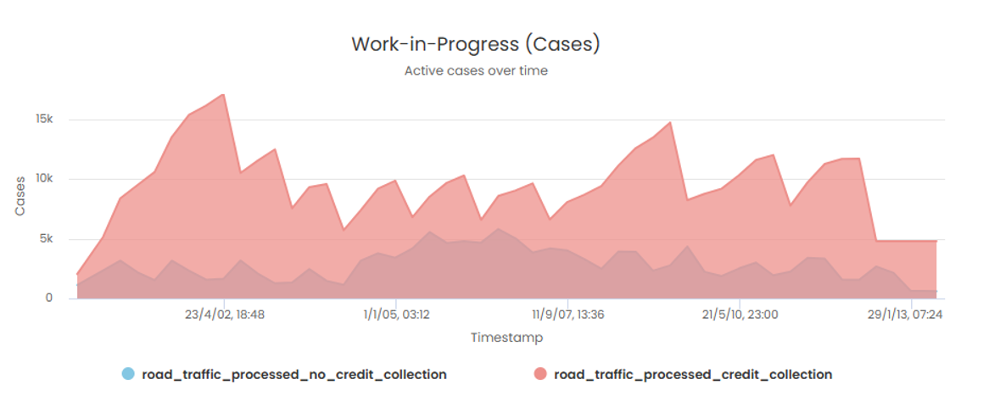 Work-in-Progress (Cases)
Active cases over time
15k
10k
5k
0
Cases
23/4/02, 18:48
1/1/05, 03:12
11/9/07, 13:36
21/5/10, 23:00
29/1/13, 07:24
Timestamp
road_traffic_processed_no_credit_collection
road_traffic_processed_credit_collection